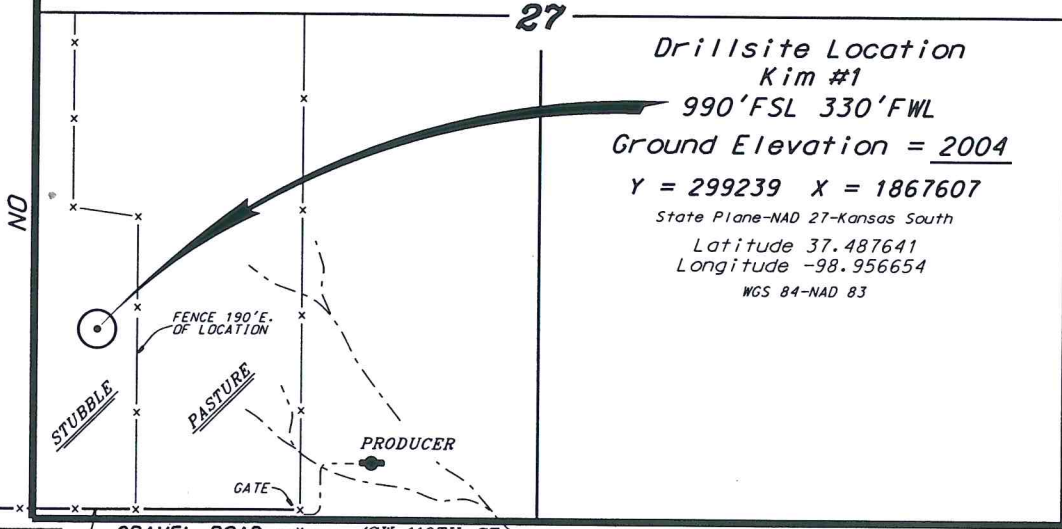 27
Drillsite Location
Kim #1
990'FSL 330'FWL
Ground Elevation = 2004
Y = 299239 X = 1867607
State Plane-NAD 27-Kansas South
Latitude 37.487641
Longitude -98.956654
WGS 84-NAD 83
NO
FENCE 190'E.
OF LOCATION
STUBBLE
PASTURE
PRODUCER
GATE
GRAVEL ROAD